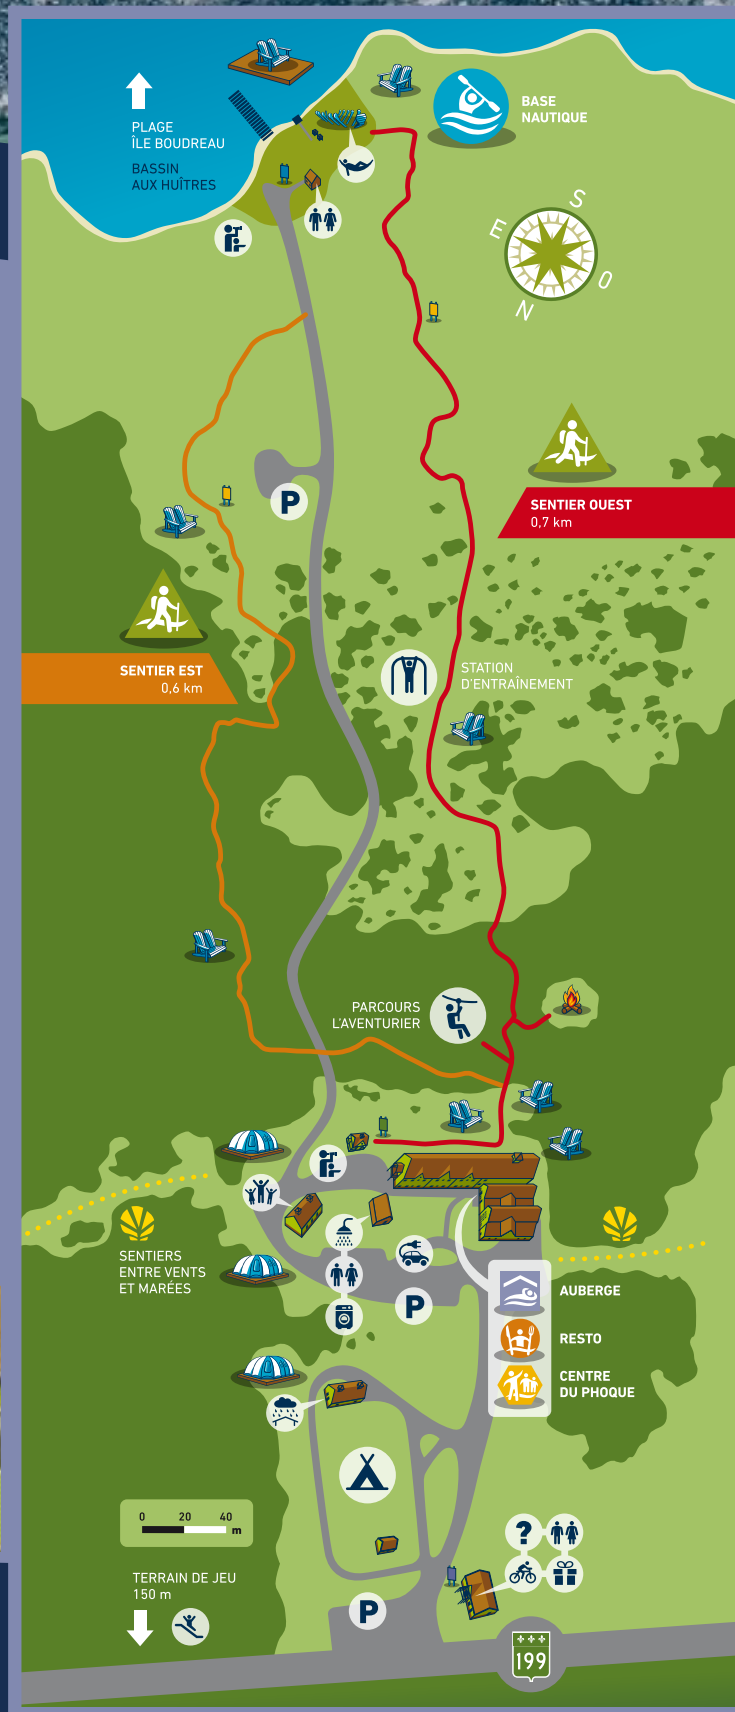 PLAGE
ÎLE BOUDREAU
BASSIN
AUX HUÎTRES
BASE
NAUTIQUE
S
E
O
N
P
SENTIER OUEST
0,7 km
SENTIER EST
0,6 km
STATION
D'ENTRAÎNEMENT
PARCOURS
L'AVENTURIER
SENTIERS
ENTRE VENTS
ET MARÉES
P
AUBERGE
RESTO
CENTRE
DU PHOQUE
0 20 40
m
?
TERRAIN DE JEU
150 m
P
199